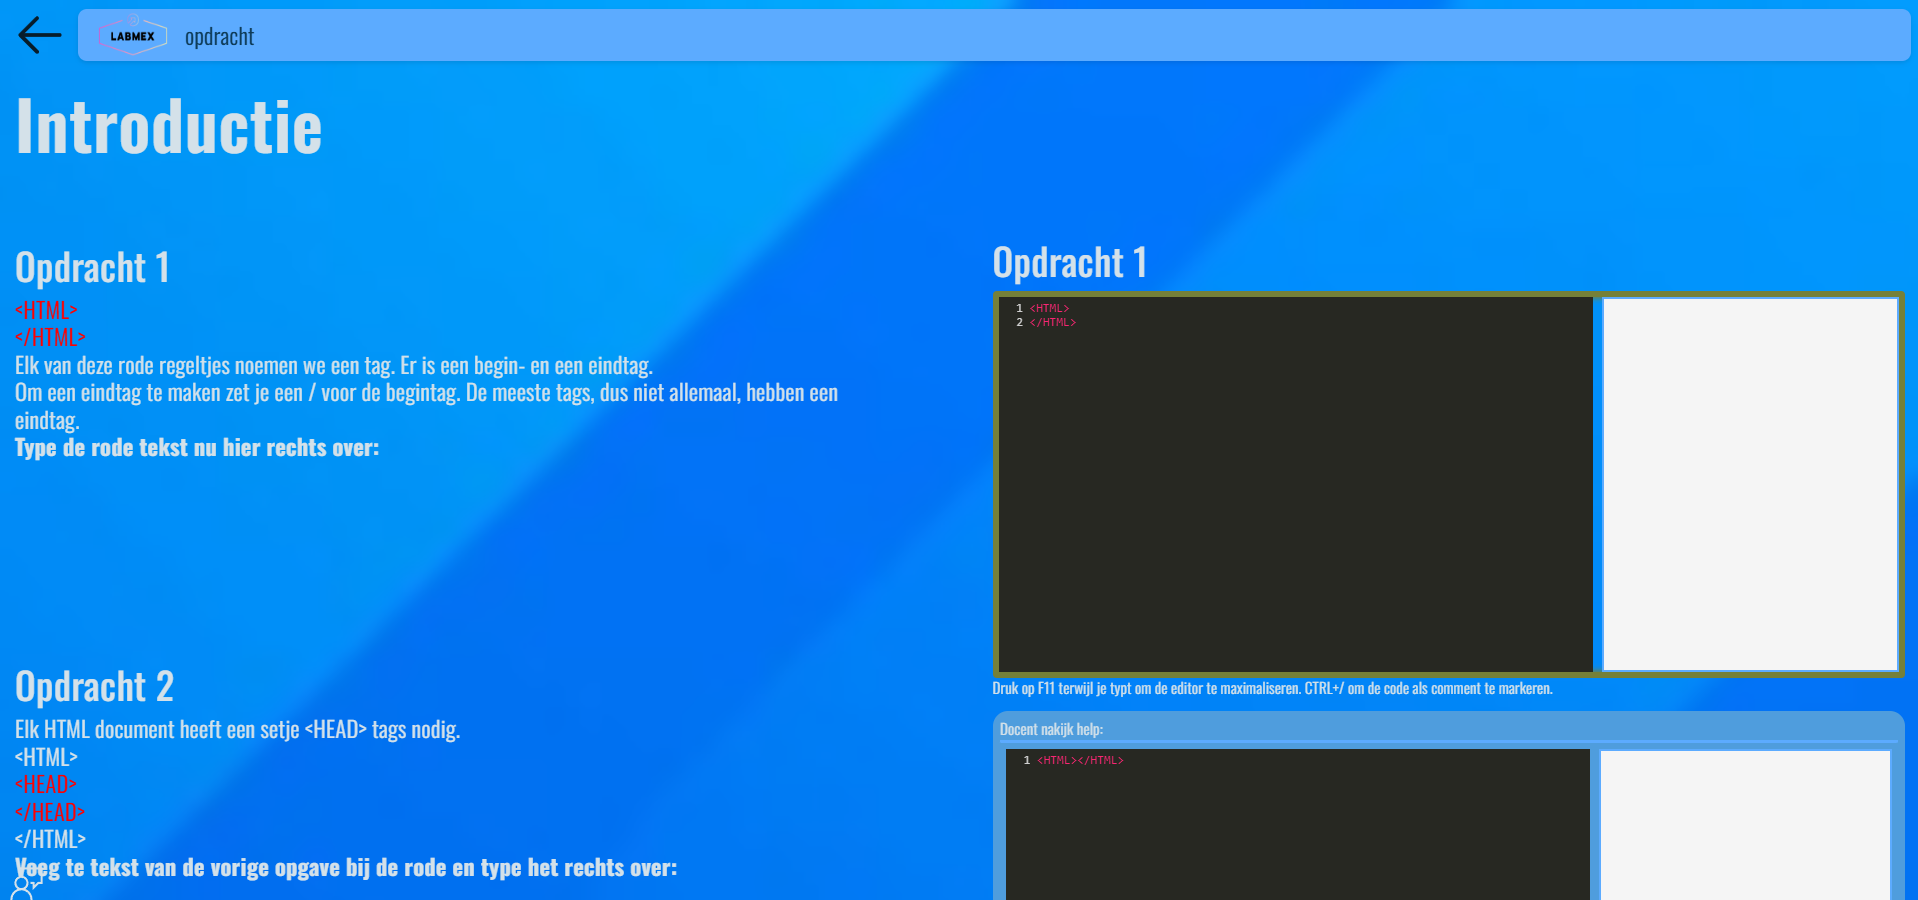 LABMEX
opdracht
Introductie
Opdracht 1
<HTML>
</HTML>
Elk van deze rode regeltjes noemen we een tag. Er is een begin- en een eindtag.
Om een eindtag te maken zet je een / voor de begintag. De meeste tags, dus niet allemaal, hebben een
eindtag.
Type de rode tekst nu hier rechts over:
Opdracht 2
Elk HTML document heeft een setje <HEAD> tags nodig.
<HTML>
<HEAD>
</HEAD>
</HTML>
Voeg te tekst van de vorige opgave bij de rode en type het rechts over:
Opdracht 1
1 <HTML>
2 </HTML>
Druk op F11 terwijl je typt om de editor te maximaliseren. CTRL+/ om de code als comment te markeren.
Docent nakijk help:
1 <HTML></HTML>